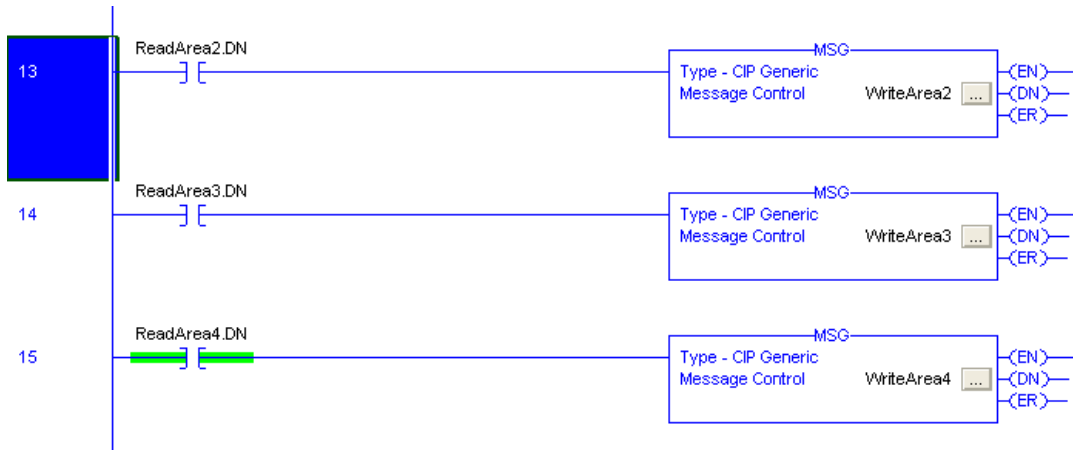 ReadArea2.DN
MSG
13
Type - CIP Generic
(EN)
Message Control WriteArea2 ...
(DN)
(ER)
ReadArea3.DN
MSG
14
Type - CIP Generic
(EN)
Message Control WriteArea3 ...
(DN)
(ER)
ReadArea4.DN
MSG
15
Type - CIP Generic
(EN)
Message Control WriteArea4 ...
(DN)
(ER)